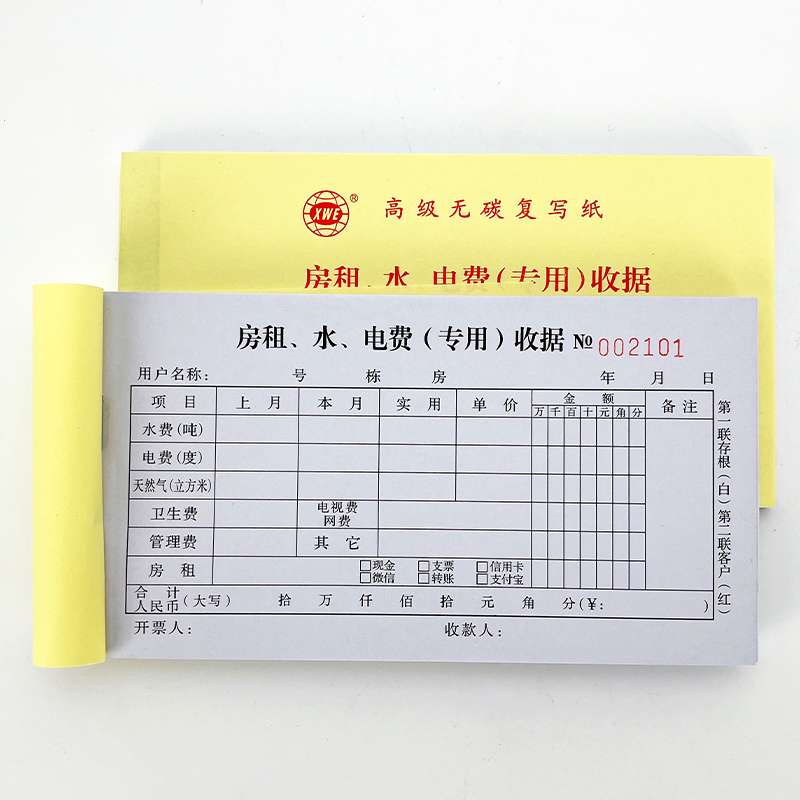 XWE® 高级无碳复写纸
房租、水、电费(专用)收据
房租、水、电费(专用)收据 № 002101
用户名称: 号 栋 房 年 月 日
项 目 上 月 本 月 实 用 单 价 金 额 备 注
万 千 百 十 元 角 分
水费(吨)
电费(度)
天然气(立方米)
卫生费 电视费
网费
管理费 其 它
房 租 □现金 □支票 □信用卡
□微信 □转账 □支付宝
合 计
人民币(大写) 拾 万 仟 佰 拾 元 角 分(¥: )
开票人: 收款人:
第一联存根(白)第二联客户(红)